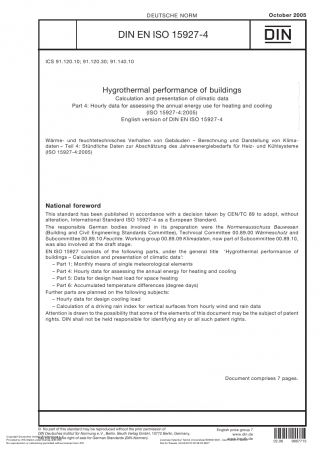 DEUTSCHE NORM
October 2005
DIN EN ISO 15927-4
DIN
ICS 91.120.10; 91.120.30; 91.140.10
Hygrothermal performance of buildings
Calculation and presentation of climatic data
Part 4: Hourly data for assessing the annual energy use for heating and cooling
(ISO 15927-4:2005)
English version of DIN EN ISO 15927-4
Wärme- und feuchtetechnisches Verhalten von Gebäuden – Berechnung und Darstellung von Klima-
daten – Teil 4: Stündliche Daten zur Abschätzung des Jahresenergiebedarfs für Heiz- und Kühlsysteme
(ISO 15927-4:2005)
National foreword
This standard has been published in accordance with a decision taken by CEN/TC 89 to adopt, without
alteration, International Standard ISO 15927-4 as a European Standard.
The responsible German bodies involved in its preparation were the Normenausschuss Bauwesen
(Building and Civil Engineering Standards Committee), Technical Committee 00.89.00 Wärmeschutz and
Subcommittee 00.89.10 Feuchte. Working group 00.89.09 Klimadaten, now part of Subcommittee 00.89.10,
was also involved at the draft stage.
EN ISO 15927 consists of the following parts, under the general title "Hygrothermal performance of
buildings – Calculation and presentation of climatic data":
– Part 1: Monthly means of single meteorological elements
– Part 4: Hourly data for assessing the annual energy for heating and cooling
– Part 5: Data for design heat load for space heating
– Part 6: Accumulated temperature differences (degree days)
Further parts are planned on the following subjects:
– Hourly data for design cooling load
– Calculation of a driving rain index for vertical surfaces from hourly wind and rain data
Attention is drawn to the possibility that some of the elements of this document may be the subject of patent
rights. DIN shall not be held responsible for identifying any or all such patent rights.
Document comprises 7 pages.
No part of this standard may be reproduced without the prior permission of
DIN Deutsches Institut für Normung e.V., Berlin. Beuth Verlag GmbH, 10772 Berlin, Germany,
has the exclusive right of sale for German Standards (DIN-Normen).
English price group 7
www.din.de
www.beuth.de